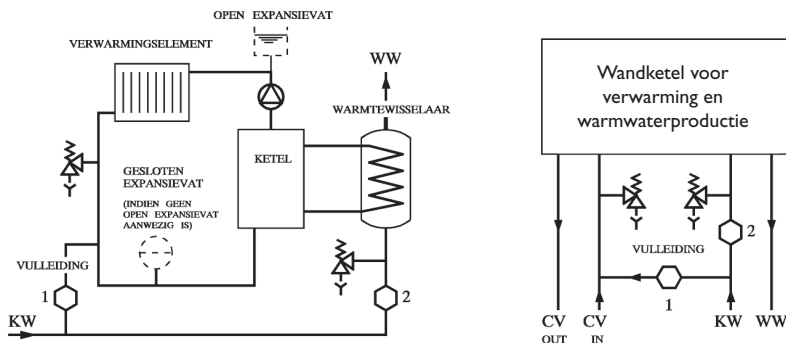 OPEN EXPANSIEVAT
VERWARMINGSELEMENT
WW
WARMTEWISSELAAR
KETEL
GESLOTEN
EXPANSIEVAT
(INDIEN GEEN
OPEN EXPANSIEVAT
AANWEZIG IS)
VULLEIDING
1
2
KW
Wandketel voor
verwarming en
warmwaterproductie
2
VULLEIDING
1
CV
OUT
CV
IN
KW
WW